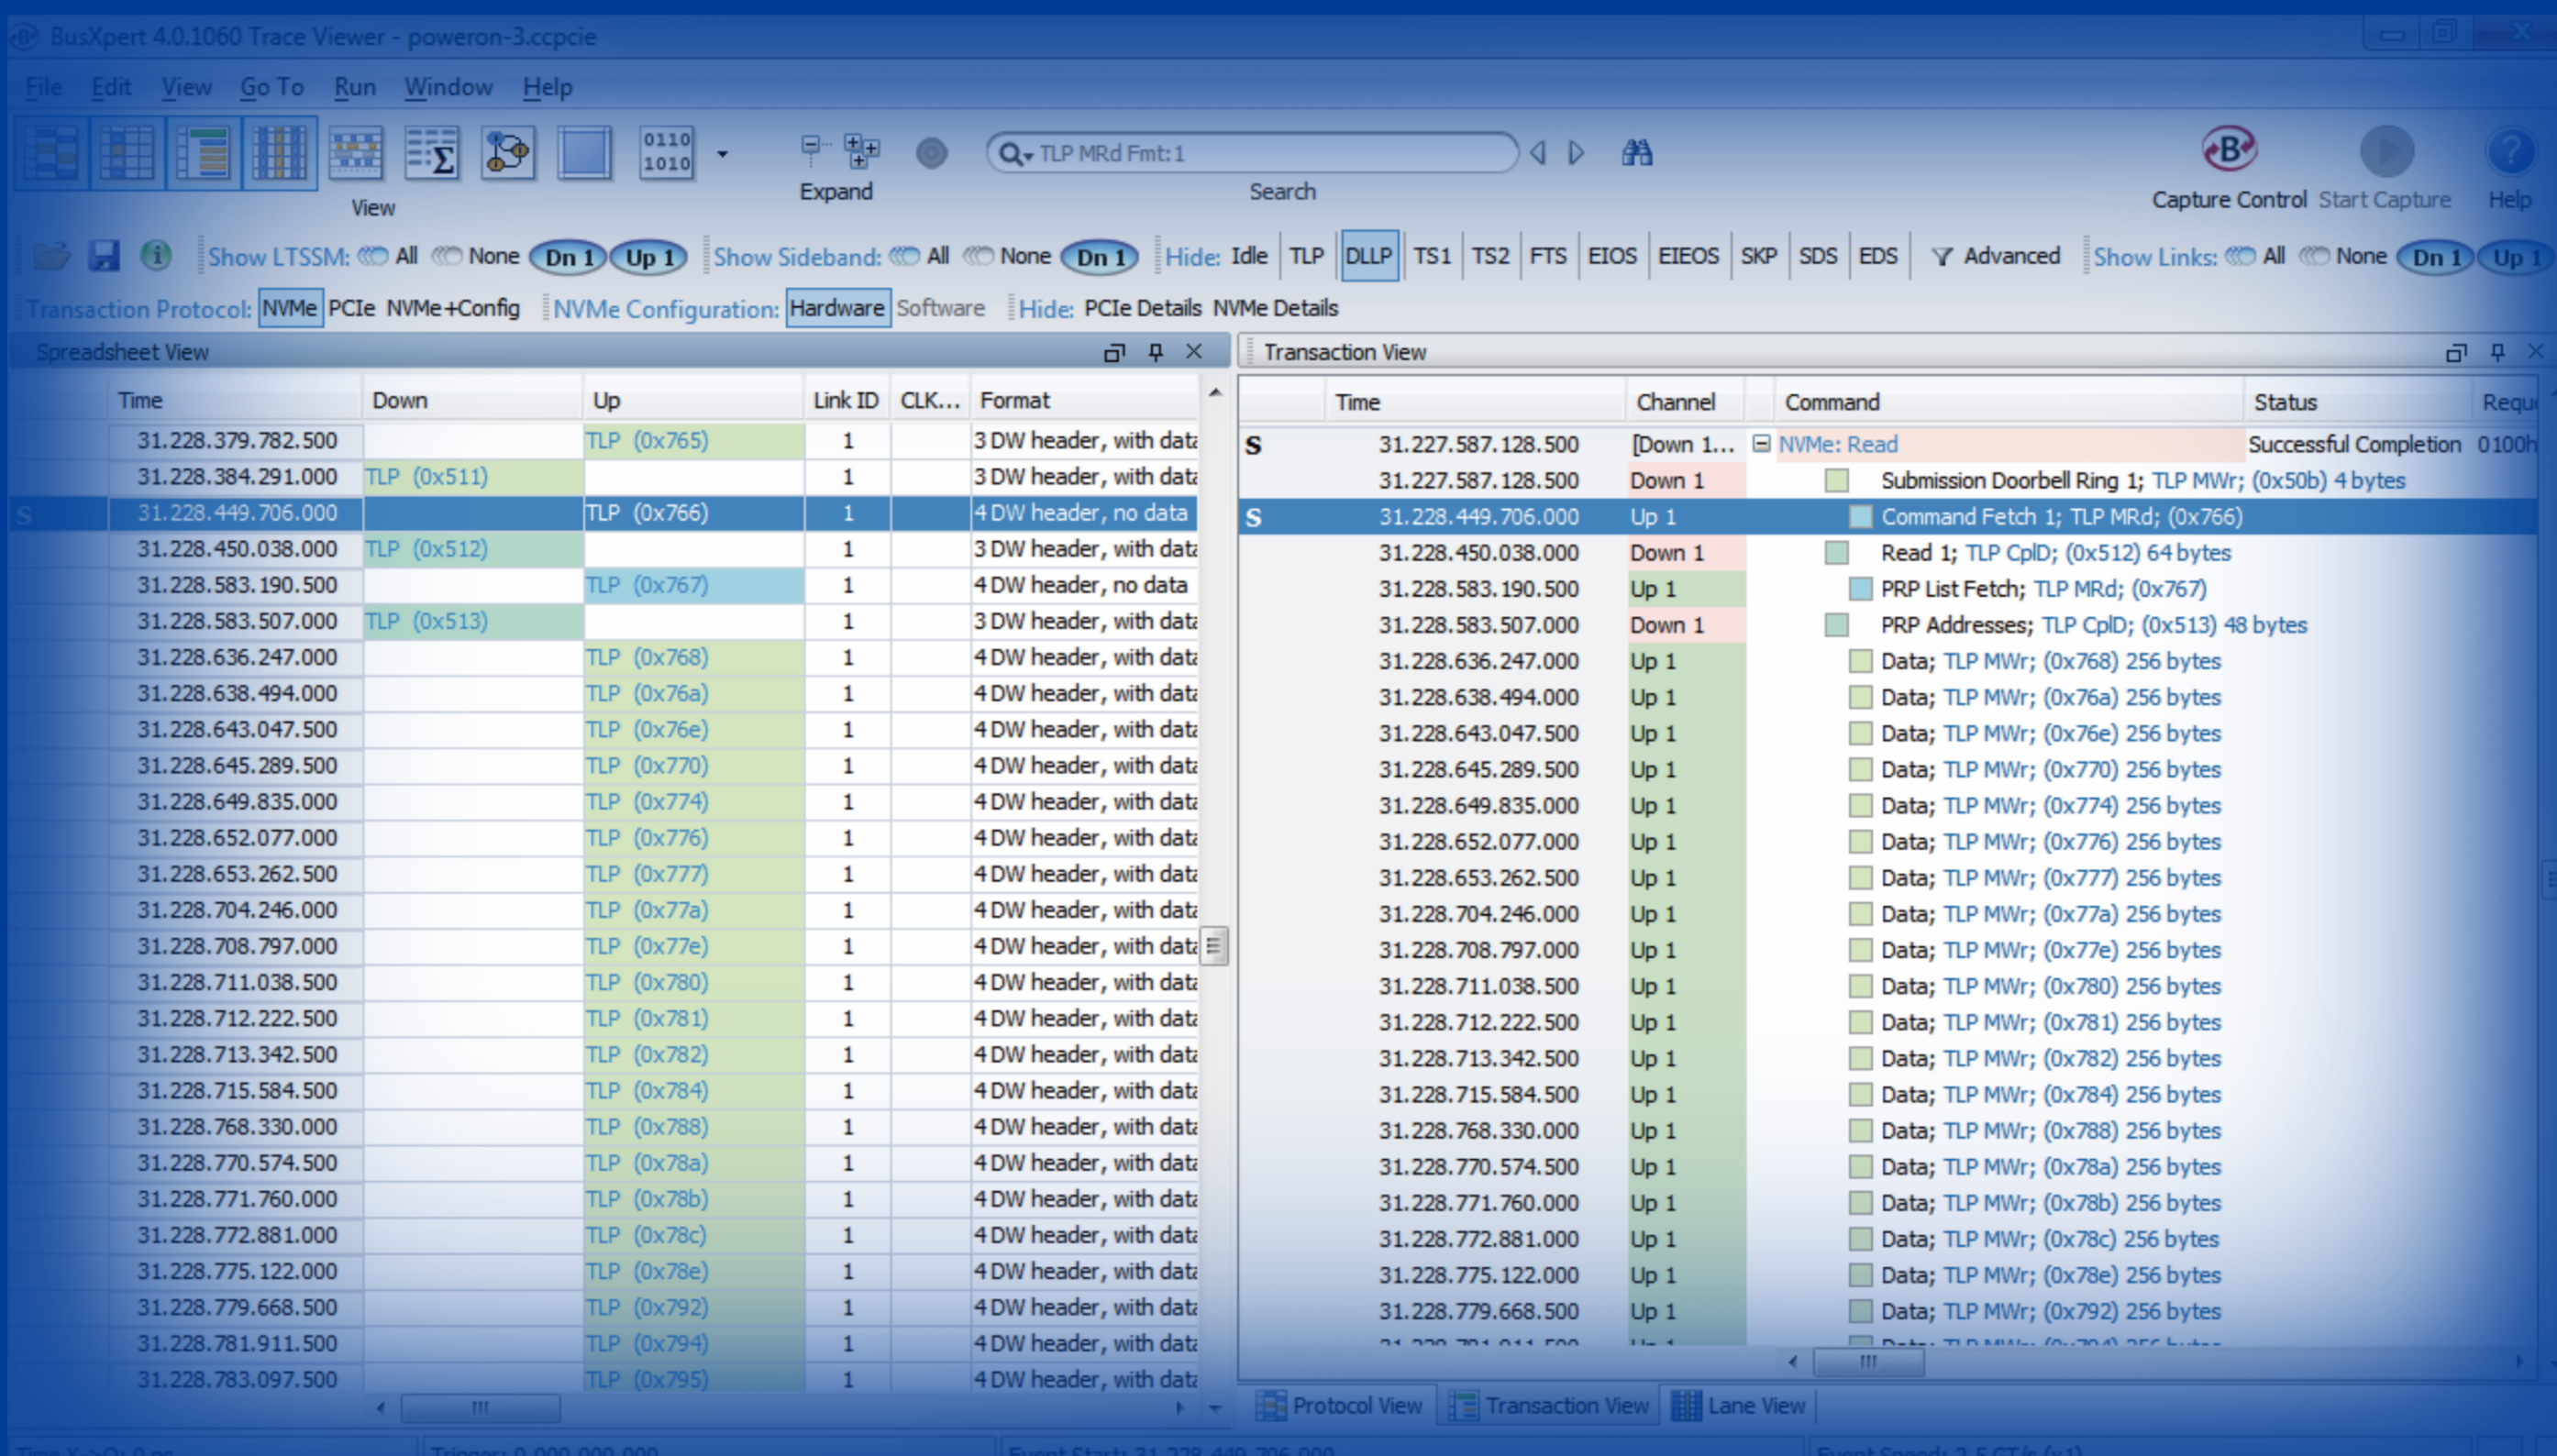 BusXpert 4.0.1060 Trace Viewer - poweron-3.ccpcie
File Edit View Go To Run Window Help
0110
1010
TLP MRd Fmt:1
View
Expand
Search
Capture Control Start Capture Help
Show LTSSM: All None Dn 1 Up 1 Show Sideband: All None Dn 1 Hide: Idle TLP DLLP TS1 TS2 FTS EIOS EIEOS SKP SDS EDS Advanced Show Links: All None Dn 1 Up 1
Transaction Protocol: NVMe PCIe NVMe+Config NVMe Configuration: Hardware Software Hide: PCIe Details NVMe Details
Spreadsheet View
Time Down Up Link ID CLK... Format
31.228.379.782.500 TLP (0x765) 1 3 DW header, with data
31.228.384.291.000 TLP (0x511) 1 3 DW header, with data
S 31.228.449.706.000 TLP (0x766) 1 4 DW header, no data
31.228.450.038.000 TLP (0x512) 1 3 DW header, with data
31.228.583.190.500 TLP (0x767) 1 4 DW header, no data
31.228.583.507.000 TLP (0x513) 1 3 DW header, with data
31.228.636.247.000 TLP (0x768) 1 4 DW header, with data
31.228.638.494.000 TLP (0x76a) 1 4 DW header, with data
31.228.643.047.500 TLP (0x76e) 1 4 DW header, with data
31.228.645.289.500 TLP (0x770) 1 4 DW header, with data
31.228.649.835.000 TLP (0x774) 1 4 DW header, with data
31.228.652.077.000 TLP (0x776) 1 4 DW header, with data
31.228.653.262.500 TLP (0x777) 1 4 DW header, with data
31.228.704.246.000 TLP (0x77a) 1 4 DW header, with data
31.228.708.797.000 TLP (0x77e) 1 4 DW header, with data
31.228.711.038.500 TLP (0x780) 1 4 DW header, with data
31.228.712.222.500 TLP (0x781) 1 4 DW header, with data
31.228.713.342.500 TLP (0x782) 1 4 DW header, with data
31.228.715.584.500 TLP (0x784) 1 4 DW header, with data
31.228.768.330.000 TLP (0x788) 1 4 DW header, with data
31.228.770.574.500 TLP (0x78a) 1 4 DW header, with data
31.228.771.760.000 TLP (0x78b) 1 4 DW header, with data
31.228.772.881.000 TLP (0x78c) 1 4 DW header, with data
31.228.775.122.000 TLP (0x78e) 1 4 DW header, with data
31.228.779.668.500 TLP (0x792) 1 4 DW header, with data
31.228.781.911.500 TLP (0x794) 1 4 DW header, with data
31.228.783.097.500 TLP (0x795) 1 4 DW header, with data
Transaction View
Time Channel Command Status Requ
S 31.227.587.128.500 [Down 1... NVMe: Read Successful Completion 0100h
31.227.587.128.500 Down 1 Submission Doorbell Ring 1; TLP MWr; (0x50b) 4 bytes
S 31.228.449.706.000 Up 1 Command Fetch 1; TLP MRd; (0x766)
31.228.450.038.000 Down 1 Read 1; TLP CplD; (0x512) 64 bytes
31.228.583.190.500 Up 1 PRP List Fetch; TLP MRd; (0x767)
31.228.583.507.000 Down 1 PRP Addresses; TLP CplD; (0x513) 48 bytes
31.228.636.247.000 Up 1 Data; TLP MWr; (0x768) 256 bytes
31.228.638.494.000 Up 1 Data; TLP MWr; (0x76a) 256 bytes
31.228.643.047.500 Up 1 Data; TLP MWr; (0x76e) 256 bytes
31.228.645.289.500 Up 1 Data; TLP MWr; (0x770) 256 bytes
31.228.649.835.000 Up 1 Data; TLP MWr; (0x774) 256 bytes
31.228.652.077.000 Up 1 Data; TLP MWr; (0x776) 256 bytes
31.228.653.262.500 Up 1 Data; TLP MWr; (0x777) 256 bytes
31.228.704.246.000 Up 1 Data; TLP MWr; (0x77a) 256 bytes
31.228.708.797.000 Up 1 Data; TLP MWr; (0x77e) 256 bytes
31.228.711.038.500 Up 1 Data; TLP MWr; (0x780) 256 bytes
31.228.712.222.500 Up 1 Data; TLP MWr; (0x781) 256 bytes
31.228.713.342.500 Up 1 Data; TLP MWr; (0x782) 256 bytes
31.228.715.584.500 Up 1 Data; TLP MWr; (0x784) 256 bytes
31.228.768.330.000 Up 1 Data; TLP MWr; (0x788) 256 bytes
31.228.770.574.500 Up 1 Data; TLP MWr; (0x78a) 256 bytes
31.228.771.760.000 Up 1 Data; TLP MWr; (0x78b) 256 bytes
31.228.772.881.000 Up 1 Data; TLP MWr; (0x78c) 256 bytes
31.228.775.122.000 Up 1 Data; TLP MWr; (0x78e) 256 bytes
31.228.779.668.500 Up 1 Data; TLP MWr; (0x792) 256 bytes
31.228.781.911.500 Up 1 Data; TLP MWr; (0x794) 256 bytes
Protocol View Transaction View Lane View
Trigger: 0.000.000.000 Event Start: 31.228.449.706.000 Event Speed: 2.5 GT/s (x1)